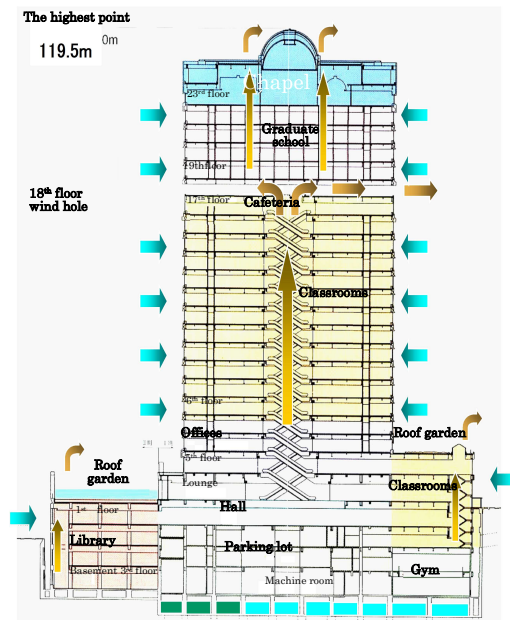 The highest point
0m
119.5m
Chapel
23rd floor
Graduate
school
19thfloor
18th floor
wind hole
17th floor
Cafeteria
Classrooms
6th floor
Offices
Roof garden
5th floor
Roof
garden
Lounge
Classrooms
1st floor
Hall
Library
Parking lot
Basement 3rd floor
Gym
Machine room